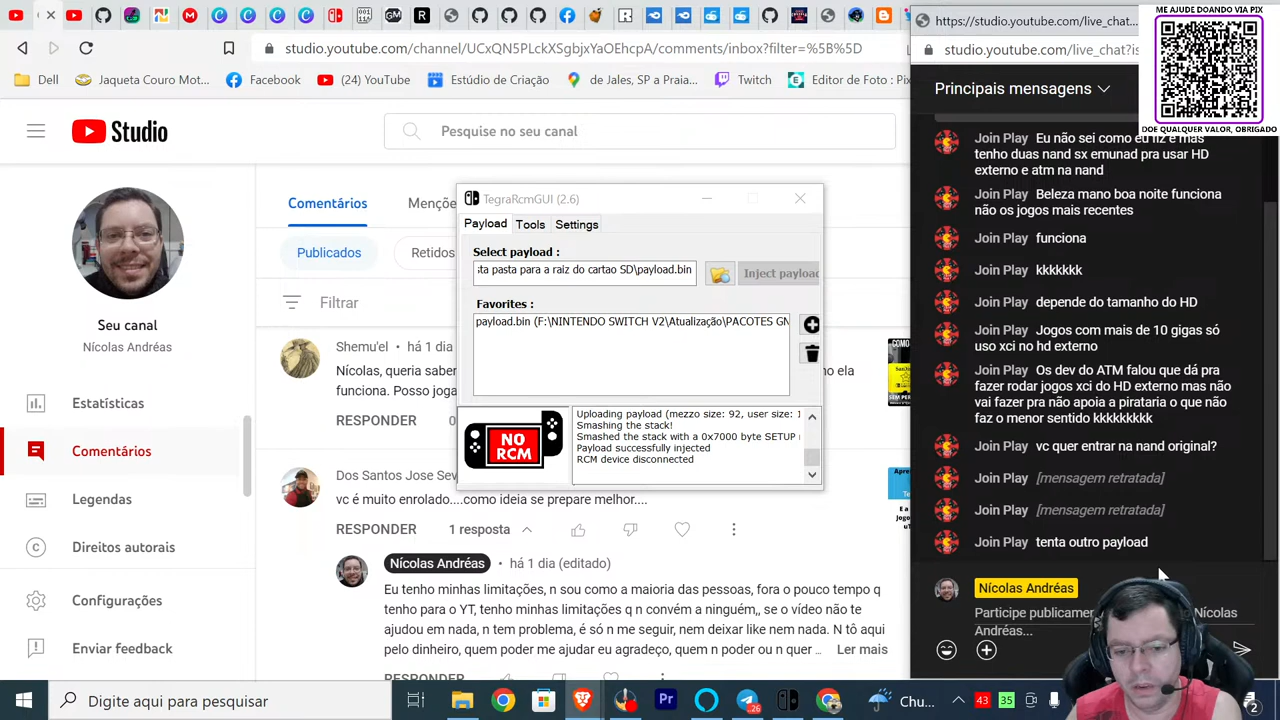 https://studio.youtube.com/live_chat...
ME AJUDE DOANDO VIA PIX
studio.youtube.com/channel/UCxQN5PLckXSgbjxYaOEhcpA/comments/inbox?filter=%5B%5D
studio.youtube.com/live_chat?is
Dell
Jaqueta Couro Mot...
Facebook
(24) YouTube
Estúdio de Criação
de Jales, SP a Praia...
Twitch
Editor de Foto : Pix
Principais mensagens
DOE QUALQUER VALOR, OBRIGADO
Studio
Pesquise no seu canal
Seu canal
Nícolas Andréas
Estatísticas
Comentários
Legendas
Direitos autorais
Configurações
Enviar feedback
Comentários
Mençõe
Publicados
Retidos
Filtrar
Shemu'el • há 1 dia
Nícolas, queria saber
mo ela
funciona. Posso joga
RESPONDER
Dos Santos Jose Sev
vc é muito enrolado....como ideia se prepare melhor....
RESPONDER
1 resposta
Nícolas Andréas • há 1 dia (editado)
Eu tenho minhas limitações, n sou como a maioria das pessoas, fora o pouco tempo q
tenho para o YT, tenho minhas limitações q n convém a ninguém,, se o vídeo não te
ajudou em nada, n tem problema, é só n me seguir, nem deixar like nem nada. N tô aqui
pelo dinheiro, quem poder me ajudar eu agradeço, quem n poder ou n quer ...
Ler mais
RESPONDER
TegraRcmGUI (2.6)
Payload
Tools
Settings
Select payload :
ta pasta para a raiz do cartao SD\payload.bin
Inject payload
Favorites :
payload.bin (F:\NINTENDO SWITCH V2\Atualização\PACOTES GN
NO
RCM
Uploading payload (mezzo size: 92, user size: 1
Smashing the stack!
Smashed the stack with a 0x7000 byte SETUP
Payload successfully injected
RCM device disconnected
Join Play Eu não sei como eu fiz e mas
tenho duas nand sx emunad pra usar HD
externo e atm na nand
Join Play Beleza mano boa noite funciona
não os jogos mais recentes
Join Play funciona
Join Play kkkkkkk
Join Play depende do tamanho do HD
Join Play Jogos com mais de 10 gigas só
uso xci no hd externo
Join Play Os dev do ATM falou que dá pra
fazer rodar jogos xci do HD externo mas não
vai fazer pra não apoia a pirataria o que não
faz o menor sentido kkkkkkkkk
Join Play vc quer entrar na nand original?
Join Play [mensagem retratada]
Join Play [mensagem retratada]
Join Play tenta outro payload
Nícolas Andréas
Participe publicamen
Nícolas
Andréas...
Digite aqui para pesquisar
Pr
26
Chu...
43
35
2